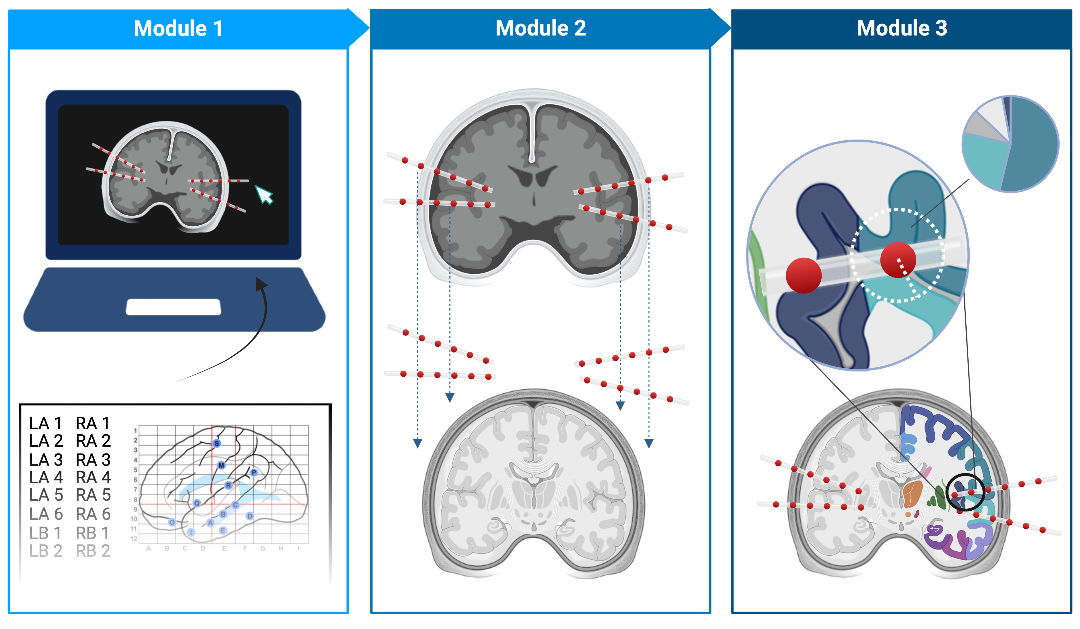 Module 1
Module 2
Module 3
LA 1 RA 1
LA 2 RA 2
LA 3 RA 3
LA 4 RA 4
LA 5 RA 5
LA 6 RA 6
LB 1 RB 1
LB 2 RB 2
1
2
3
4
5
6
7
8
9
10
11
12
S
M
P
R
C
B
D
A
E
I
A B C D E F G H I